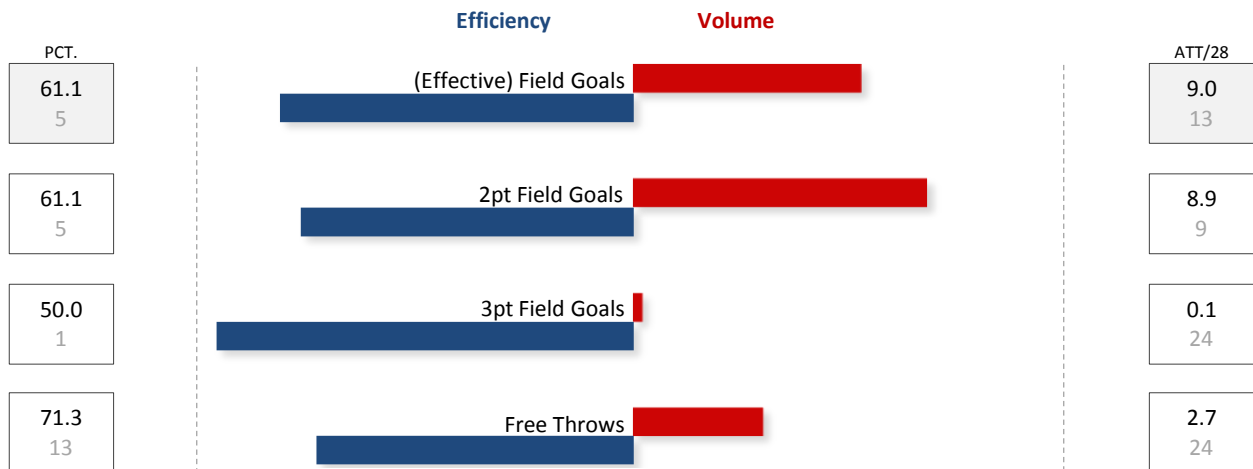 Efficiency Volume
PCT. ATT/28
61.1 (Effective) Field Goals 9.0
5 13
61.1 2pt Field Goals 8.9
5 9
50.0 3pt Field Goals 0.1
1 24
71.3 Free Throws 2.7
13 24